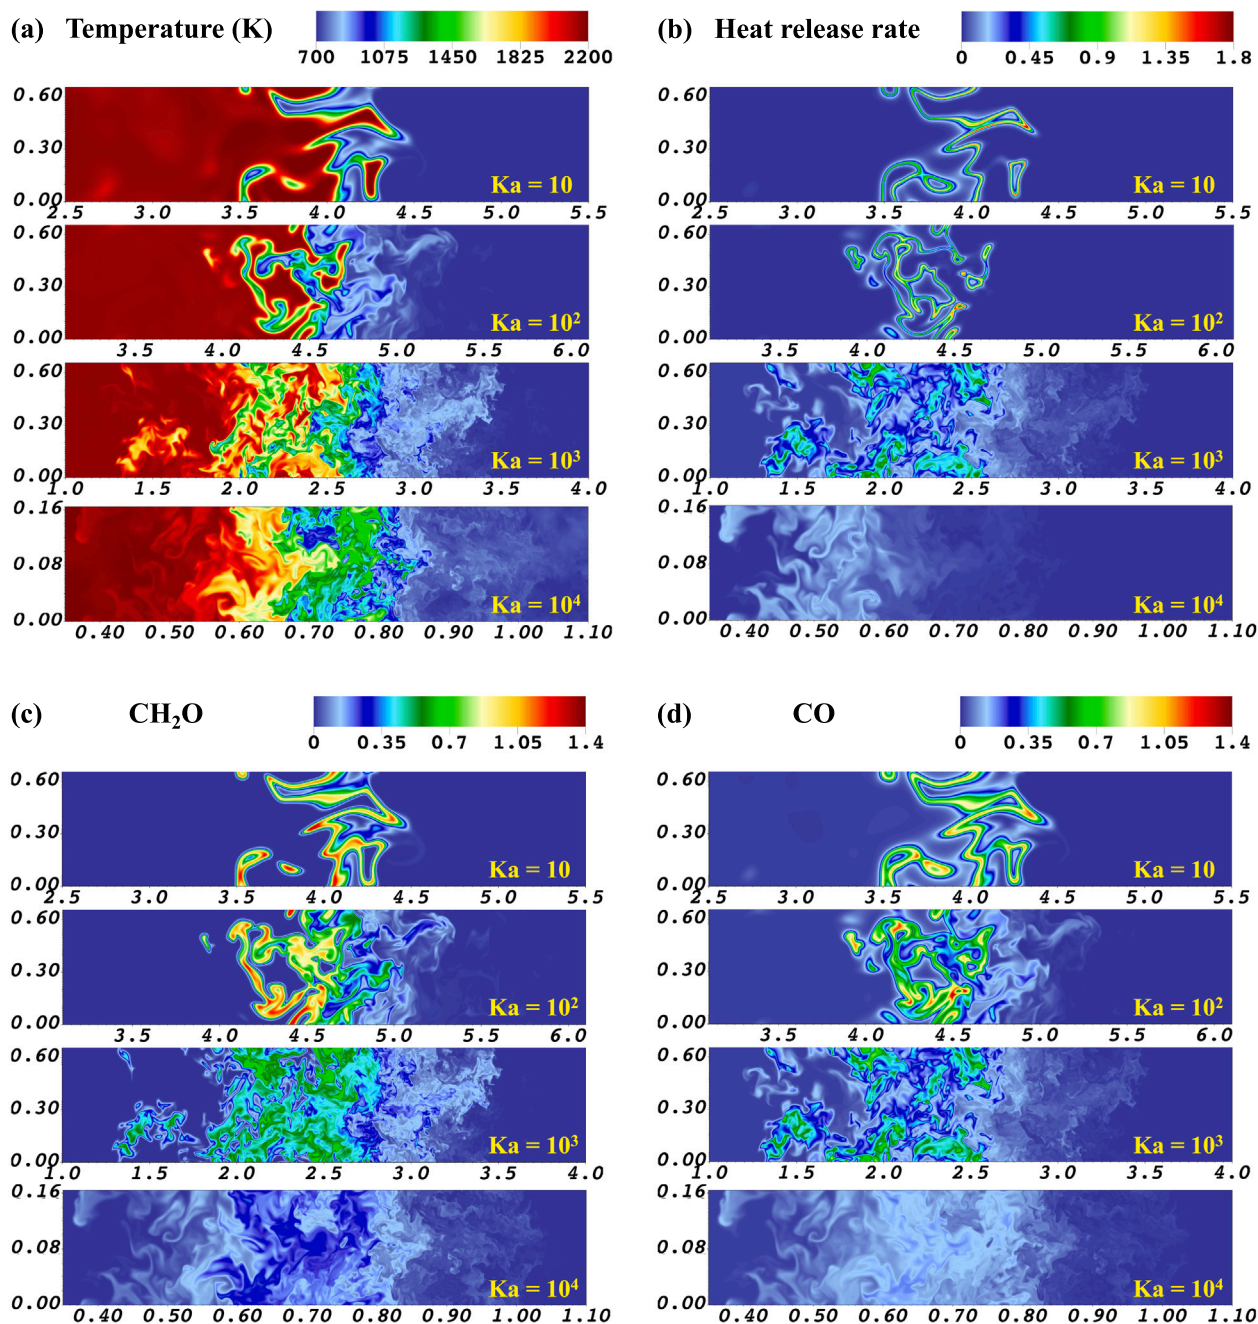 (a) Temperature (K)
700 1075 1450 1825 2200
0.60
0.30
0.00
Ka = 10
2.5 3.0 3.5 4.0 4.5 5.0 5.5
0.60
0.30
0.00
Ka = 10²
3.5 4.0 4.5 5.0 5.5 6.0
0.60
0.30
0.00
Ka = 10³
1.0 1.5 2.0 2.5 3.0 3.5 4.0
0.16
0.08
0.00
Ka = 10⁴
0.40 0.50 0.60 0.70 0.80 0.90 1.00 1.10
(b) Heat release rate
0 0.45 0.9 1.35 1.8
0.60
0.30
0.00
Ka = 10
2.5 3.0 3.5 4.0 4.5 5.0 5.5
0.60
0.30
0.00
Ka = 10²
3.5 4.0 4.5 5.0 5.5 6.0
0.60
0.30
0.00
Ka = 10³
1.0 1.5 2.0 2.5 3.0 3.5 4.0
0.16
0.08
0.00
Ka = 10⁴
0.40 0.50 0.60 0.70 0.80 0.90 1.00 1.10
(c) CH₂O
0 0.35 0.7 1.05 1.4
0.60
0.30
0.00
Ka = 10
2.5 3.0 3.5 4.0 4.5 5.0 5.5
0.60
0.30
0.00
Ka = 10²
3.5 4.0 4.5 5.0 5.5 6.0
0.60
0.30
0.00
Ka = 10³
1.0 1.5 2.0 2.5 3.0 3.5 4.0
0.16
0.08
0.00
Ka = 10⁴
0.40 0.50 0.60 0.70 0.80 0.90 1.00 1.10
(d) CO
0 0.35 0.7 1.05 1.4
0.60
0.30
0.00
Ka = 10
2.5 3.0 3.5 4.0 4.5 5.0 5.5
0.60
0.30
0.00
Ka = 10²
3.5 4.0 4.5 5.0 5.5 6.0
0.60
0.30
0.00
Ka = 10³
1.0 1.5 2.0 2.5 3.0 3.5 4.0
0.16
0.08
0.00
Ka = 10⁴
0.40 0.50 0.60 0.70 0.80 0.90 1.00 1.10